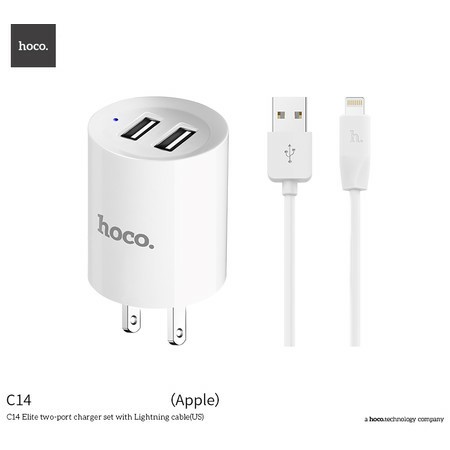 hoco.
hoco.
C14 (Apple)
C14 Elite two-port charger set with Lightning cable(US)
a hoco.technology company